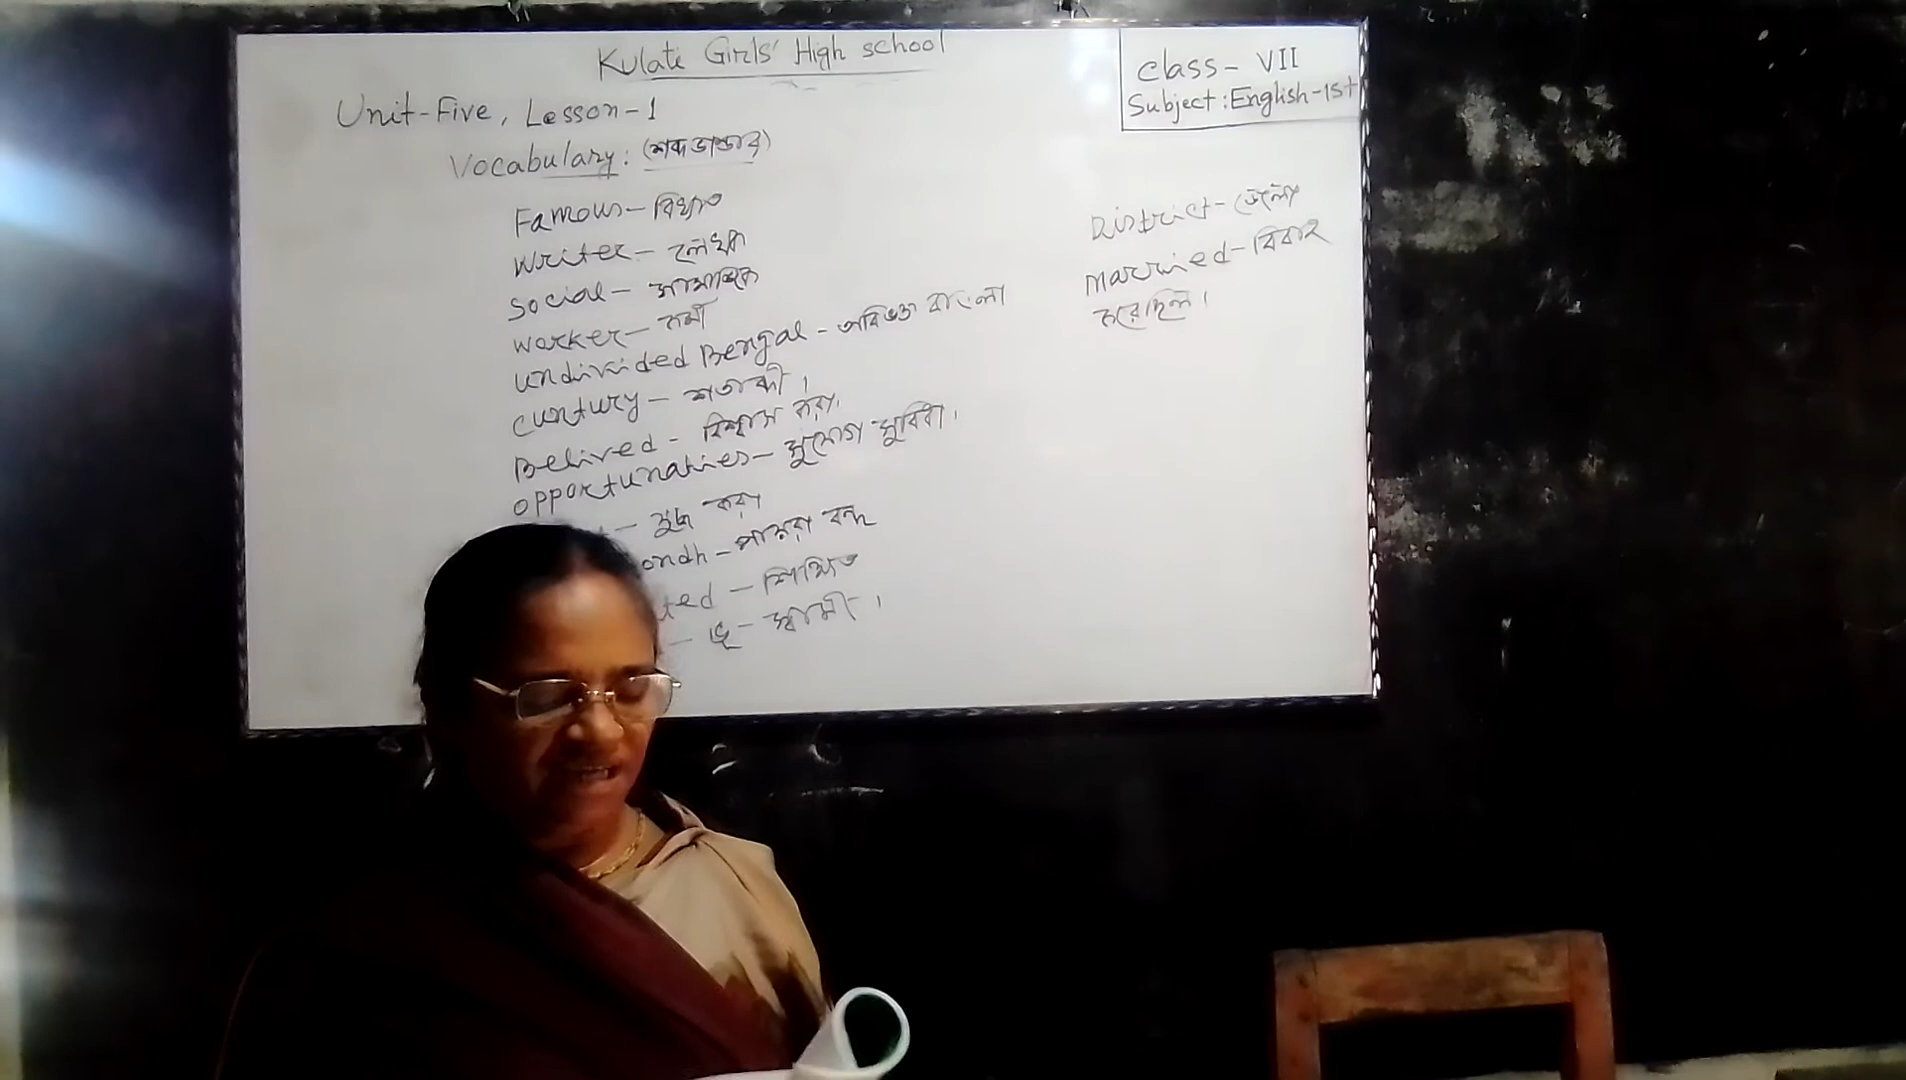 Kulati Girls' High school
Class - VII
Subject : English-1st
Unit-Five, Lesson-1
Vocabulary : (শব্দভান্ডার)
Famous - বিখ্যাত
Writer - লেখক
Social - সামাজিক
Worker - কর্মী
Undivided Bengal - অবিভক্ত বাংলা
Century - শতাব্দী।
Belived - বিশ্বাস করা।
Opportunaties - সুযোগ-সুবিধা।
- যুদ্ধ করা
ondh - পায়রা বন্দ
ted - শিক্ষিত
- ভূ-স্বামী।
District - জেলা
Married - বিবাহ
করেছিল।